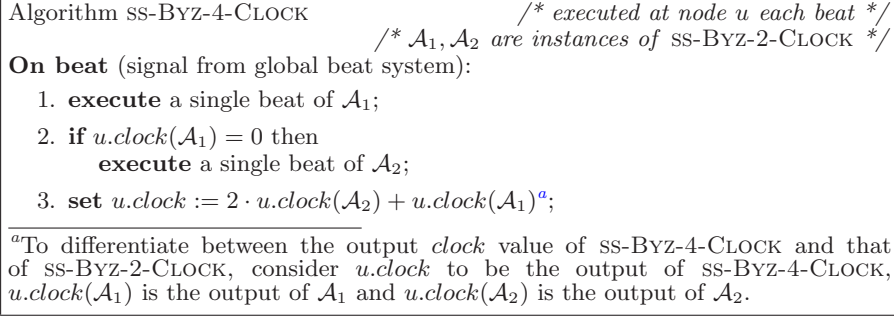 Algorithm SS-BYZ-4-CLOCK /* executed at node u each beat */
/* 𝒜₁, 𝒜₂ are instances of SS-BYZ-2-CLOCK */
On beat (signal from global beat system):
1. execute a single beat of 𝒜₁;
2. if u.clock(𝒜₁) = 0 then
execute a single beat of 𝒜₂;
3. set u.clock := 2 · u.clock(𝒜₂) + u.clock(𝒜₁)ᵃ;
ᵃTo differentiate between the output clock value of SS-BYZ-4-CLOCK and that
of SS-BYZ-2-CLOCK, consider u.clock to be the output of SS-BYZ-4-CLOCK,
u.clock(𝒜₁) is the output of 𝒜₁ and u.clock(𝒜₂) is the output of 𝒜₂.